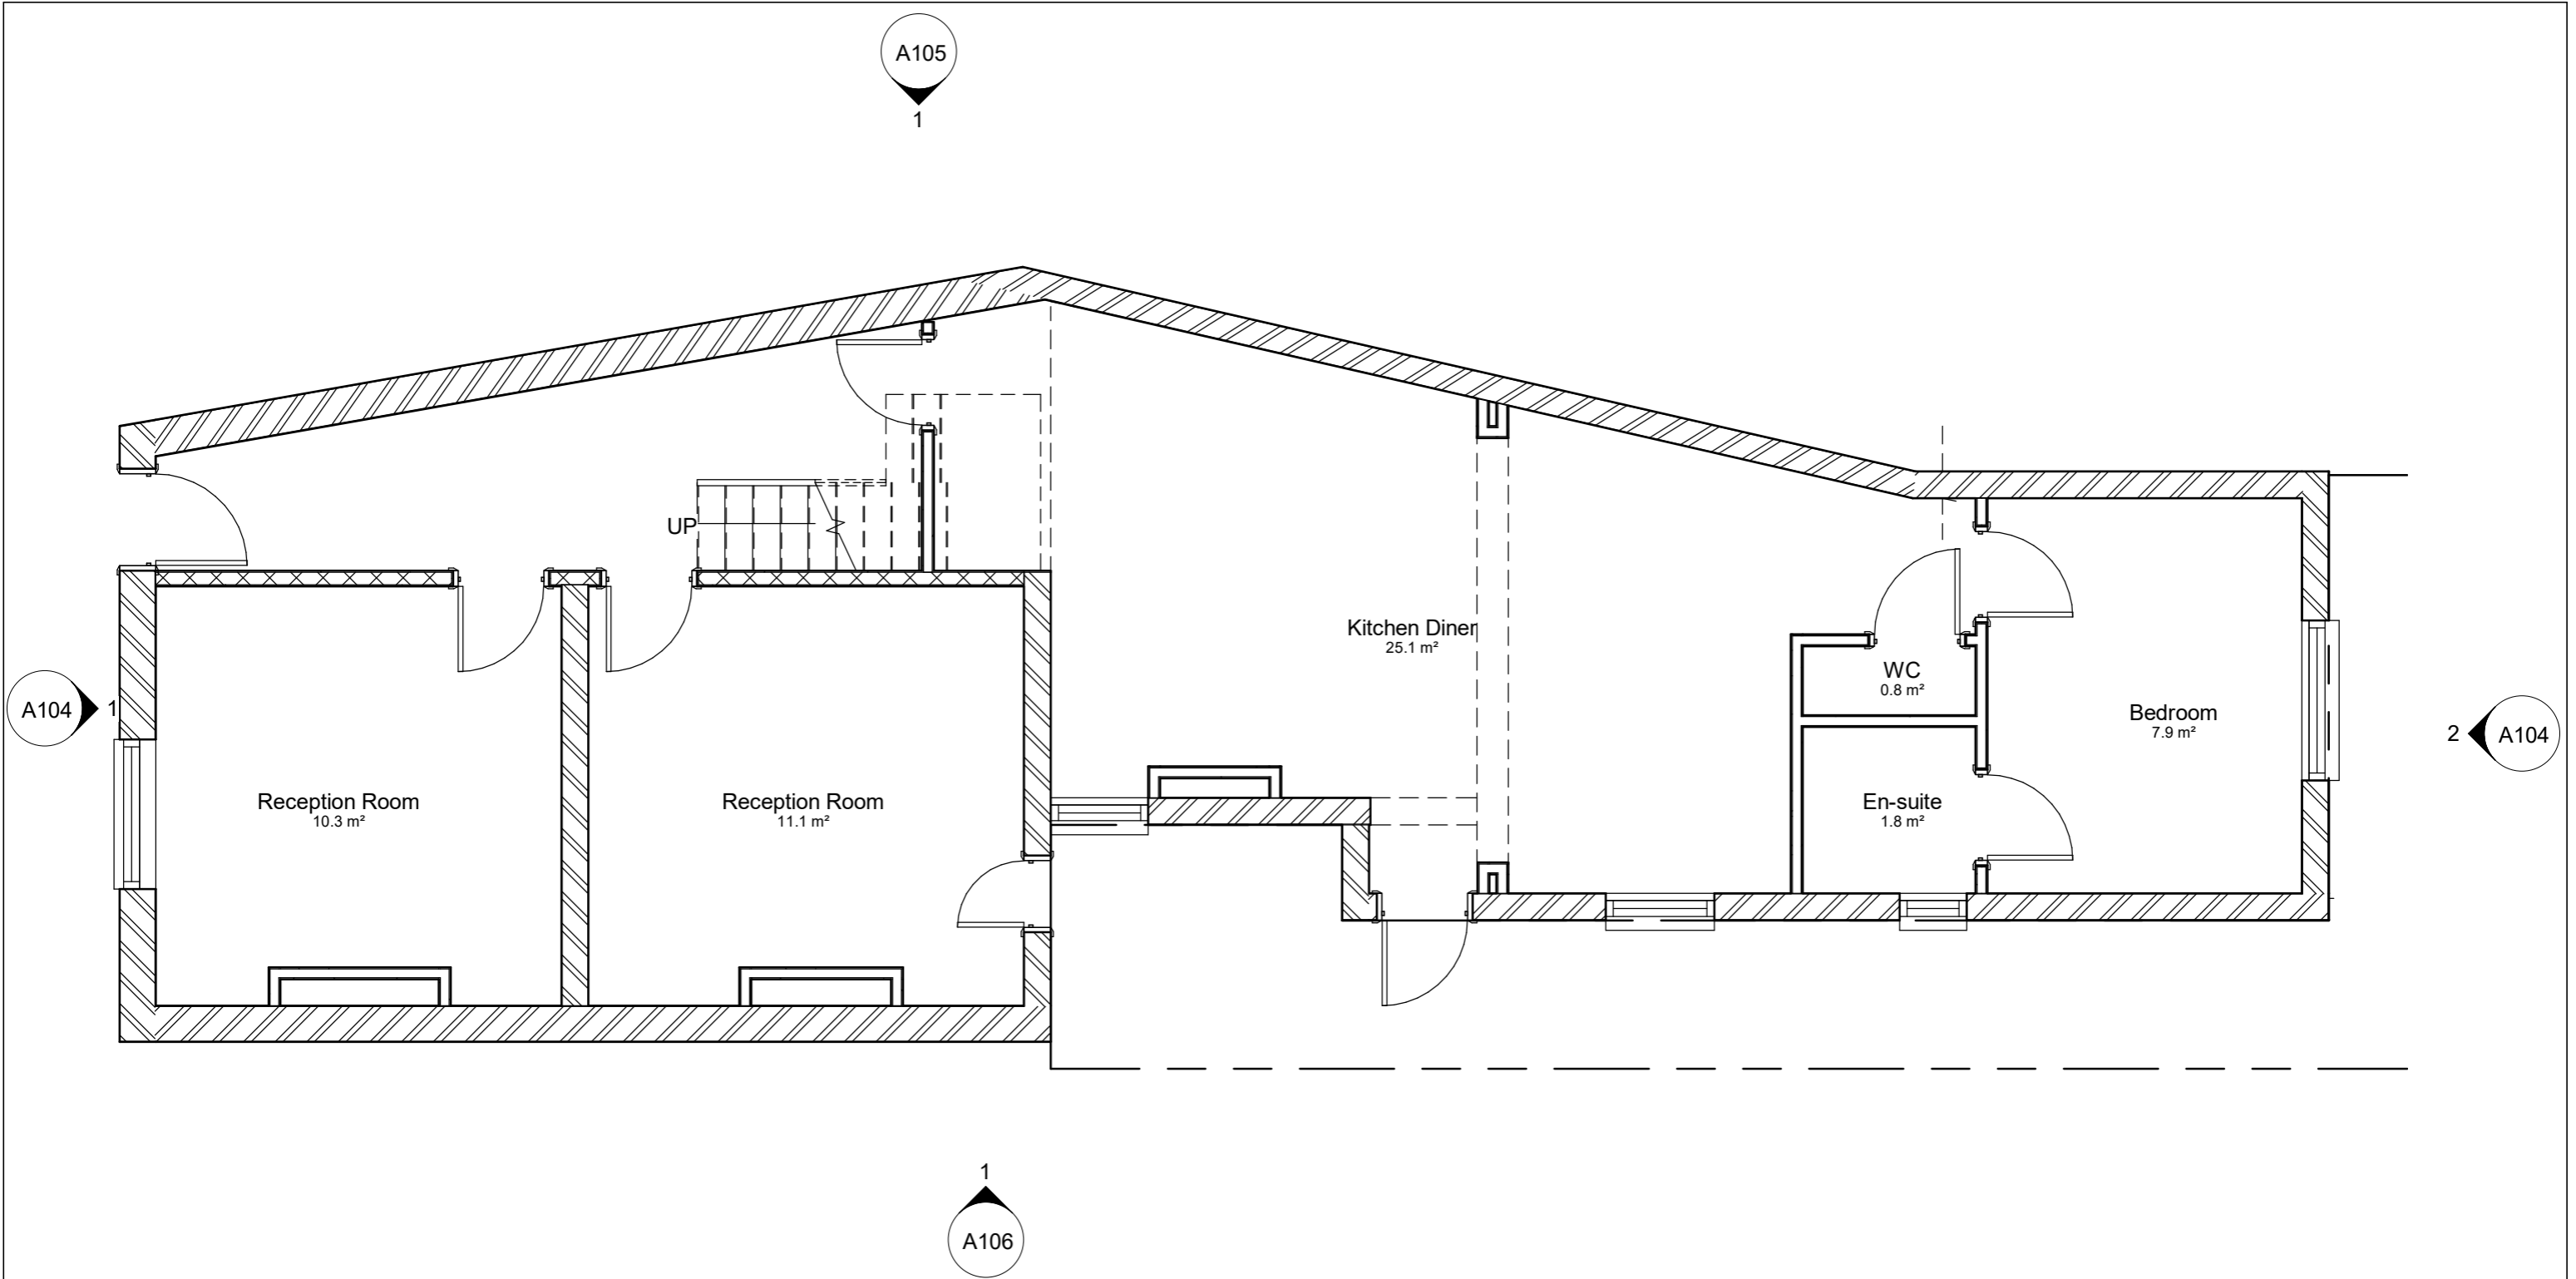 A105
1
UP
Kitchen Diner
25.1 m²
WC
0.8 m²
A104
1
Bedroom
7.9 m²
2
A104
Reception Room
10.3 m²
Reception Room
11.1 m²
En-suite
1.8 m²
1
A106